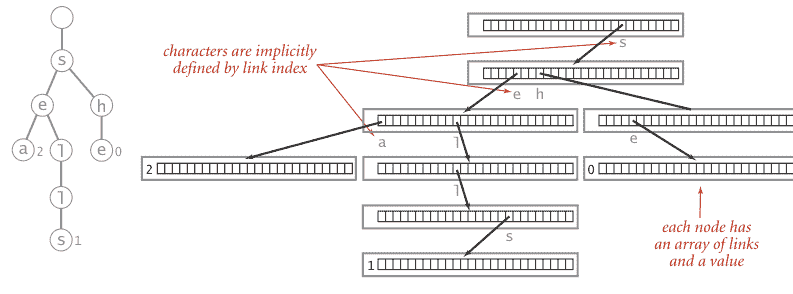 characters are implicitly
defined by link index
s
s
e h
e h
a l e
a 2 l e 0
2
0
l l
s
s 1
1
each node has
an array of links
and a value